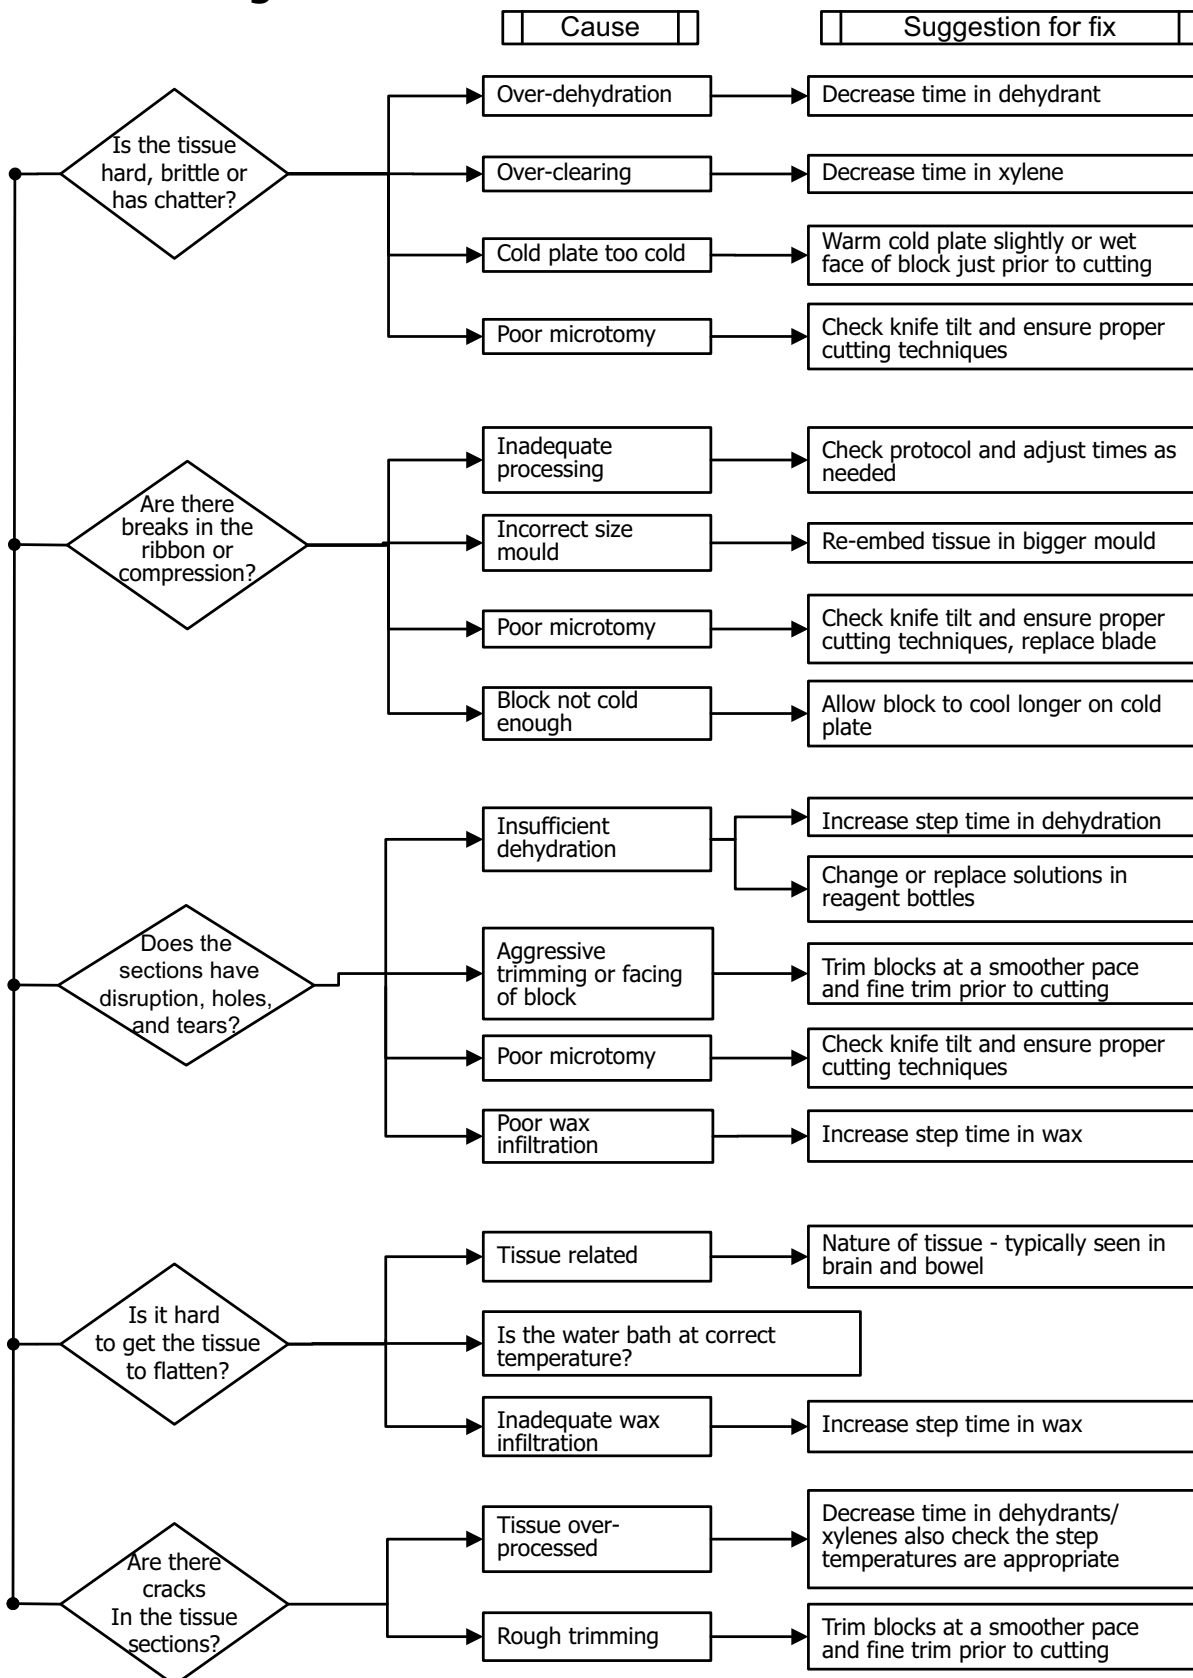 Cause
Suggestion for fix
Is the tissue
hard, brittle or
has chatter?
Over-dehydration
Decrease time in dehydrant
Over-clearing
Decrease time in xylene
Cold plate too cold
Warm cold plate slightly or wet
face of block just prior to cutting
Poor microtomy
Check knife tilt and ensure proper
cutting techniques
Are there
breaks in the
ribbon or
compression?
Inadequate
processing
Check protocol and adjust times as
needed
Incorrect size
mould
Re-embed tissue in bigger mould
Poor microtomy
Check knife tilt and ensure proper
cutting techniques, replace blade
Block not cold
enough
Allow block to cool longer on cold
plate
Does the
sections have
disruption, holes,
and tears?
Insufficient
dehydration
Increase step time in dehydration
Change or replace solutions in
reagent bottles
Aggressive
trimming or facing
of block
Trim blocks at a smoother pace
and fine trim prior to cutting
Poor microtomy
Check knife tilt and ensure proper
cutting techniques
Poor wax
infiltration
Increase step time in wax
Is it hard
to get the tissue
to flatten?
Tissue related
Nature of tissue - typically seen in
brain and bowel
Is the water bath at correct
temperature?
Inadequate wax
infiltration
Increase step time in wax
Are there
cracks
In the tissue
sections?
Tissue over-
processed
Decrease time in dehydrants/
xylenes also check the step
temperatures are appropriate
Rough trimming
Trim blocks at a smoother pace
and fine trim prior to cutting